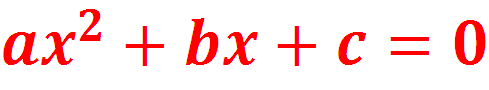 ax² + bx + c = 0